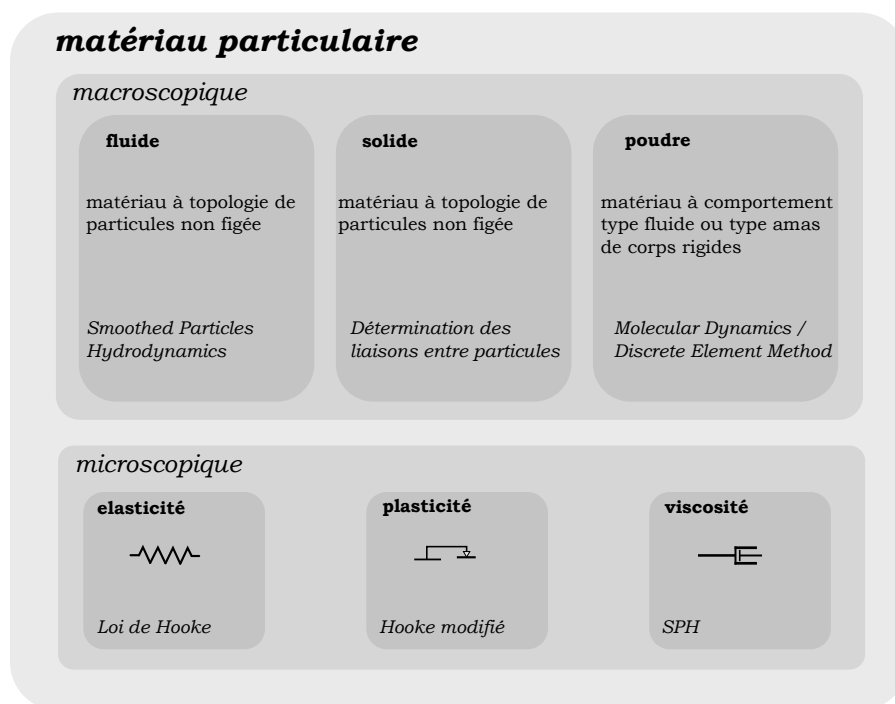 matériau particulaire
macroscopique
fluide
matériau à topologie de
particules non figée
Smoothed Particles
Hydrodynamics
solide
matériau à topologie de
particules non figée
Détermination des
liaisons entre particules
poudre
matériau à comportement
type fluide ou type amas
de corps rigides
Molecular Dynamics /
Discrete Element Method
microscopique
elasticité
Loi de Hooke
plasticité
Hooke modifié
viscosité
SPH